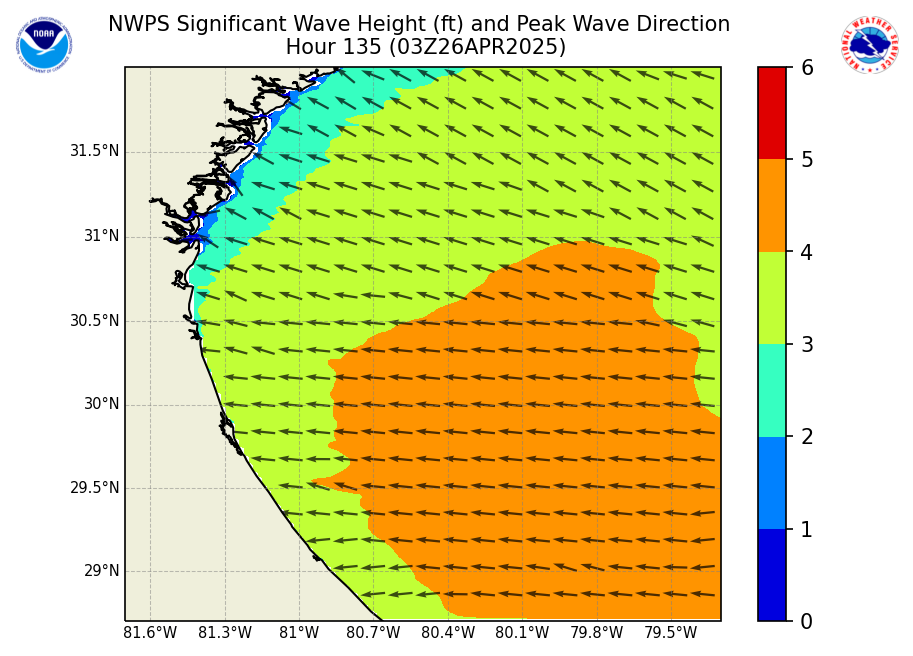 NWPS Significant Wave Height (ft) and Peak Wave Direction
Hour 135 (03Z26APR2025)
NOAA
NATIONAL WEATHER SERVICE
6
5
4
3
2
1
0
31.5°N
31°N
30.5°N
30°N
29.5°N
29°N
81.6°W 81.3°W 81°W 80.7°W 80.4°W 80.1°W 79.8°W 79.5°W